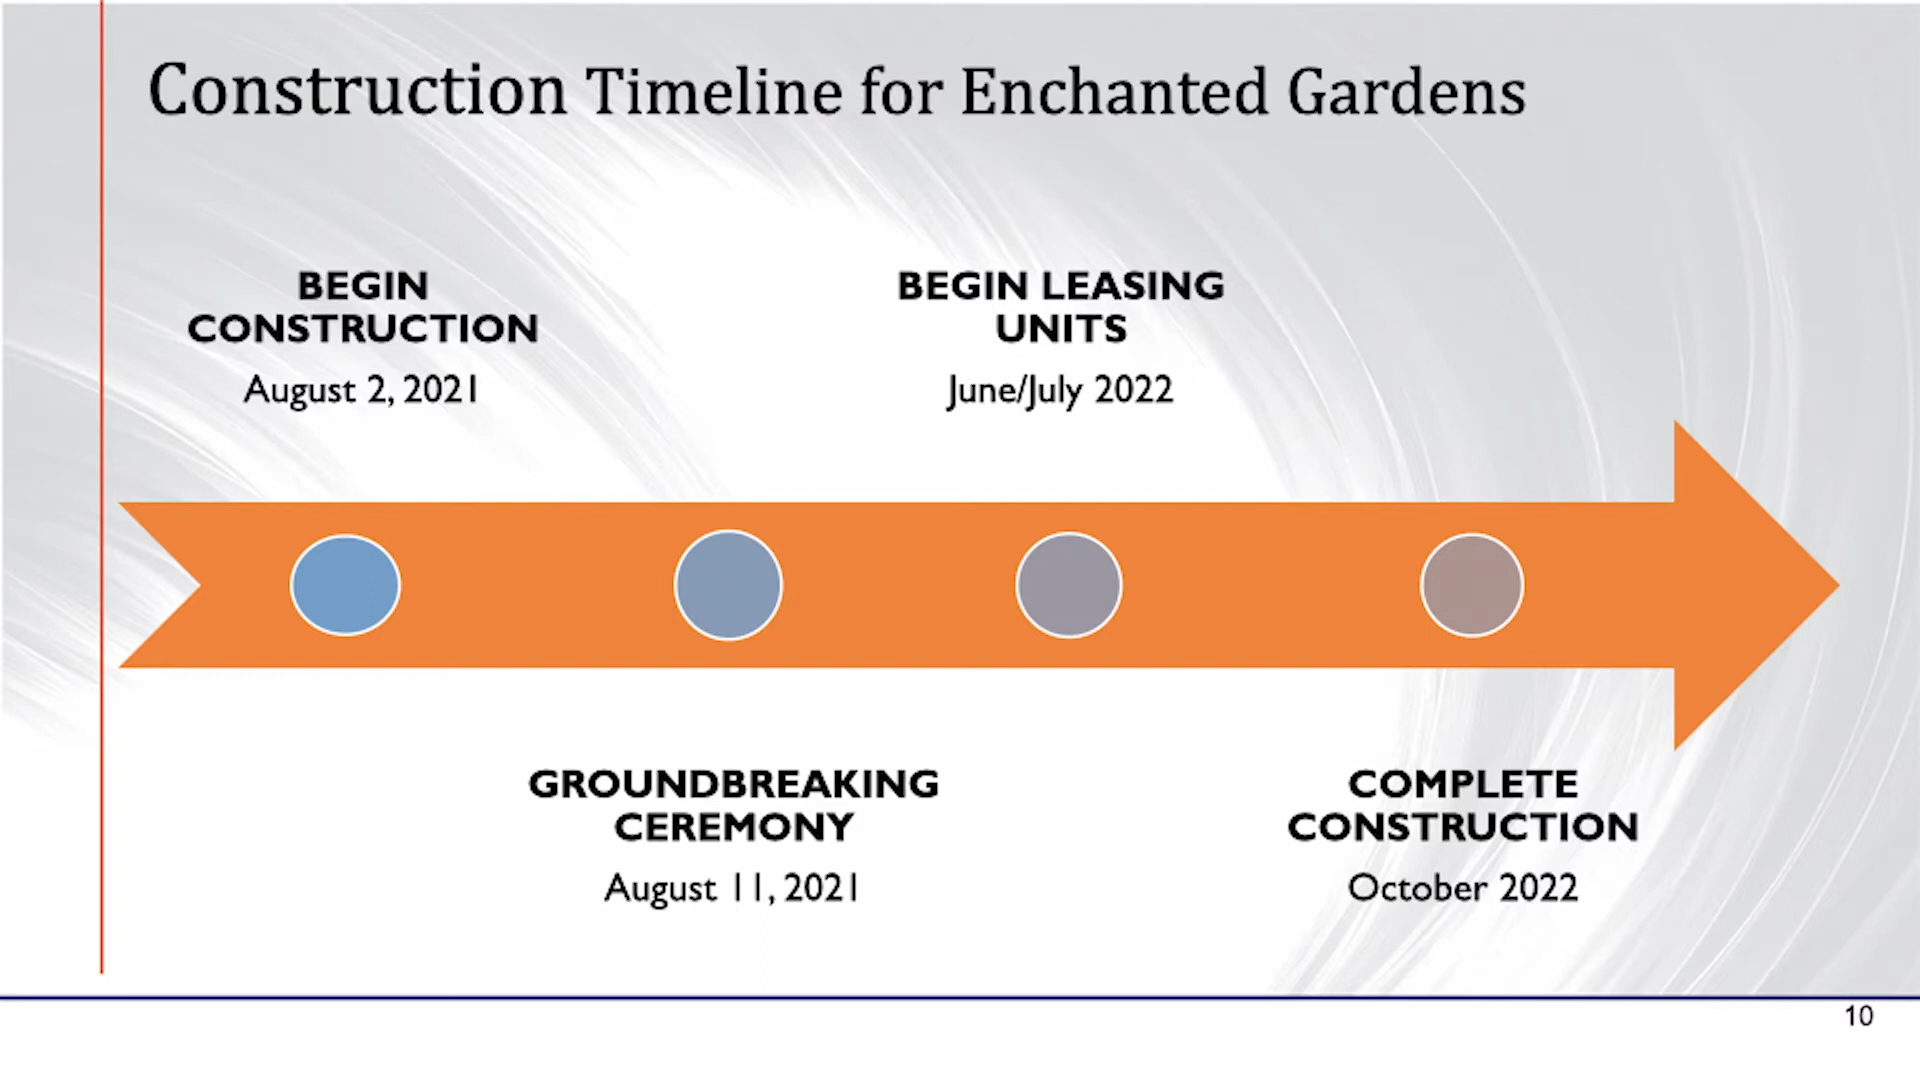 Construction Timeline for Enchanted Gardens
BEGIN
CONSTRUCTION
August 2, 2021
BEGIN LEASING
UNITS
June/July 2022
GROUNDBREAKING
CEREMONY
August 11, 2021
COMPLETE
CONSTRUCTION
October 2022
10